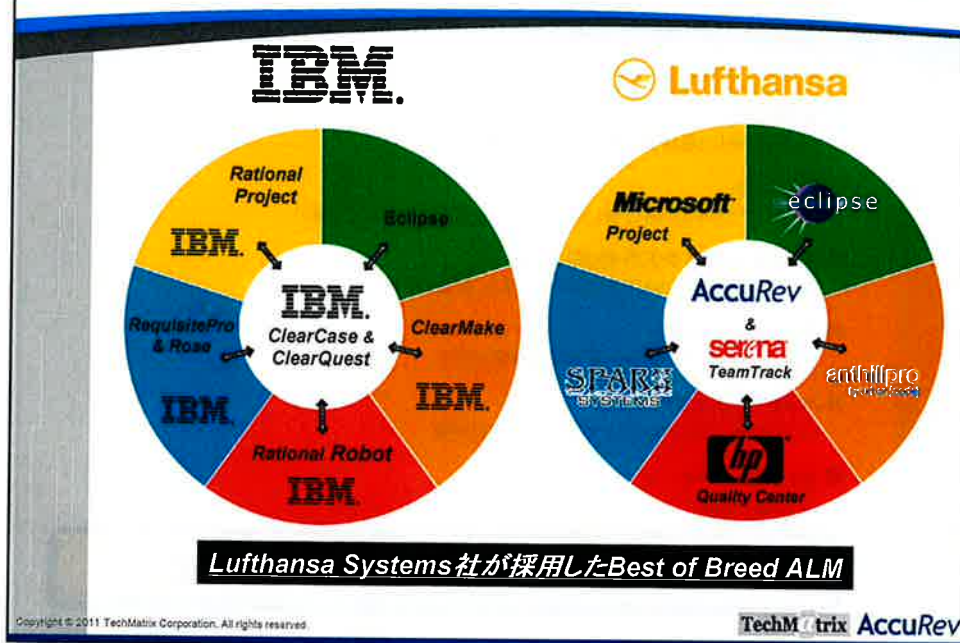 IBM.
Lufthansa
Rational
Project
IBM.
Eclipse
RequisitePro
& Rose
IBM.
IBM.
ClearCase &
ClearQuest
ClearMake
IBM.
Rational Robot
IBM.
Microsoft
Project
eclipse
AccuRev
&
serena
TeamTrack
SPARX
SYSTEMS
anthillpro
hp
Quality Center
Lufthansa Systems社が採用したBest of Breed ALM
Copyright © 2011 TechMatrix Corporation. All rights reserved.
TechM@trix AccuRev